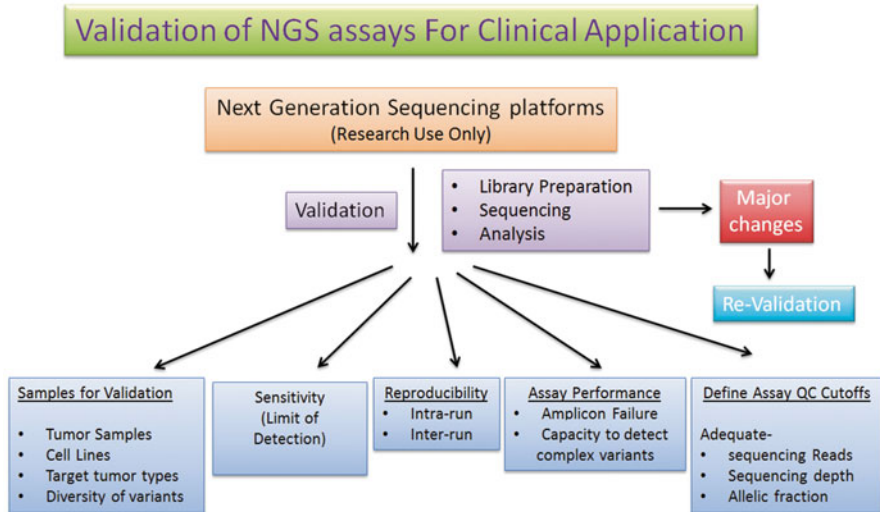 Validation of NGS assays For Clinical Application
Next Generation Sequencing platforms
(Research Use Only)
Validation
• Library Preparation
• Sequencing
• Analysis
Major
changes
Re-Validation
Samples for Validation
• Tumor Samples
• Cell Lines
• Target tumor types
• Diversity of variants
Sensitivity
(Limit of
Detection)
Reproducibility
• Intra-run
• Inter-run
Assay Performance
• Amplicon Failure
• Capacity to detect
complex variants
Define Assay QC Cutoffs
Adequate-
• sequencing Reads
• Sequencing depth
• Allelic fraction